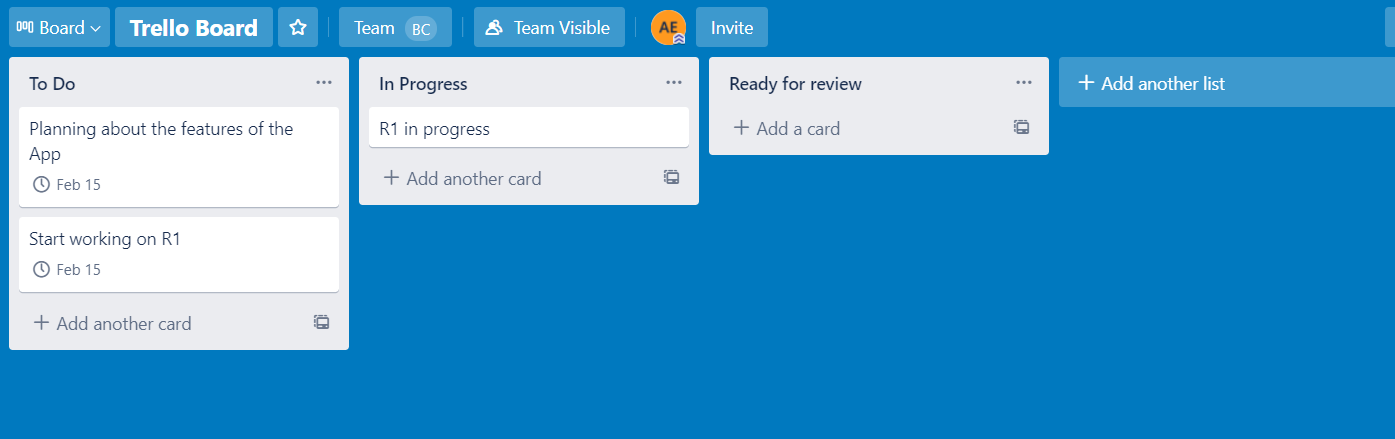 Board
Trello Board
Team BC
Team Visible
AE
Invite
To Do
Planning about the features of the
App
Feb 15
Start working on R1
Feb 15
+ Add another card
In Progress
R1 in progress
+ Add another card
Ready for review
+ Add a card
+ Add another list